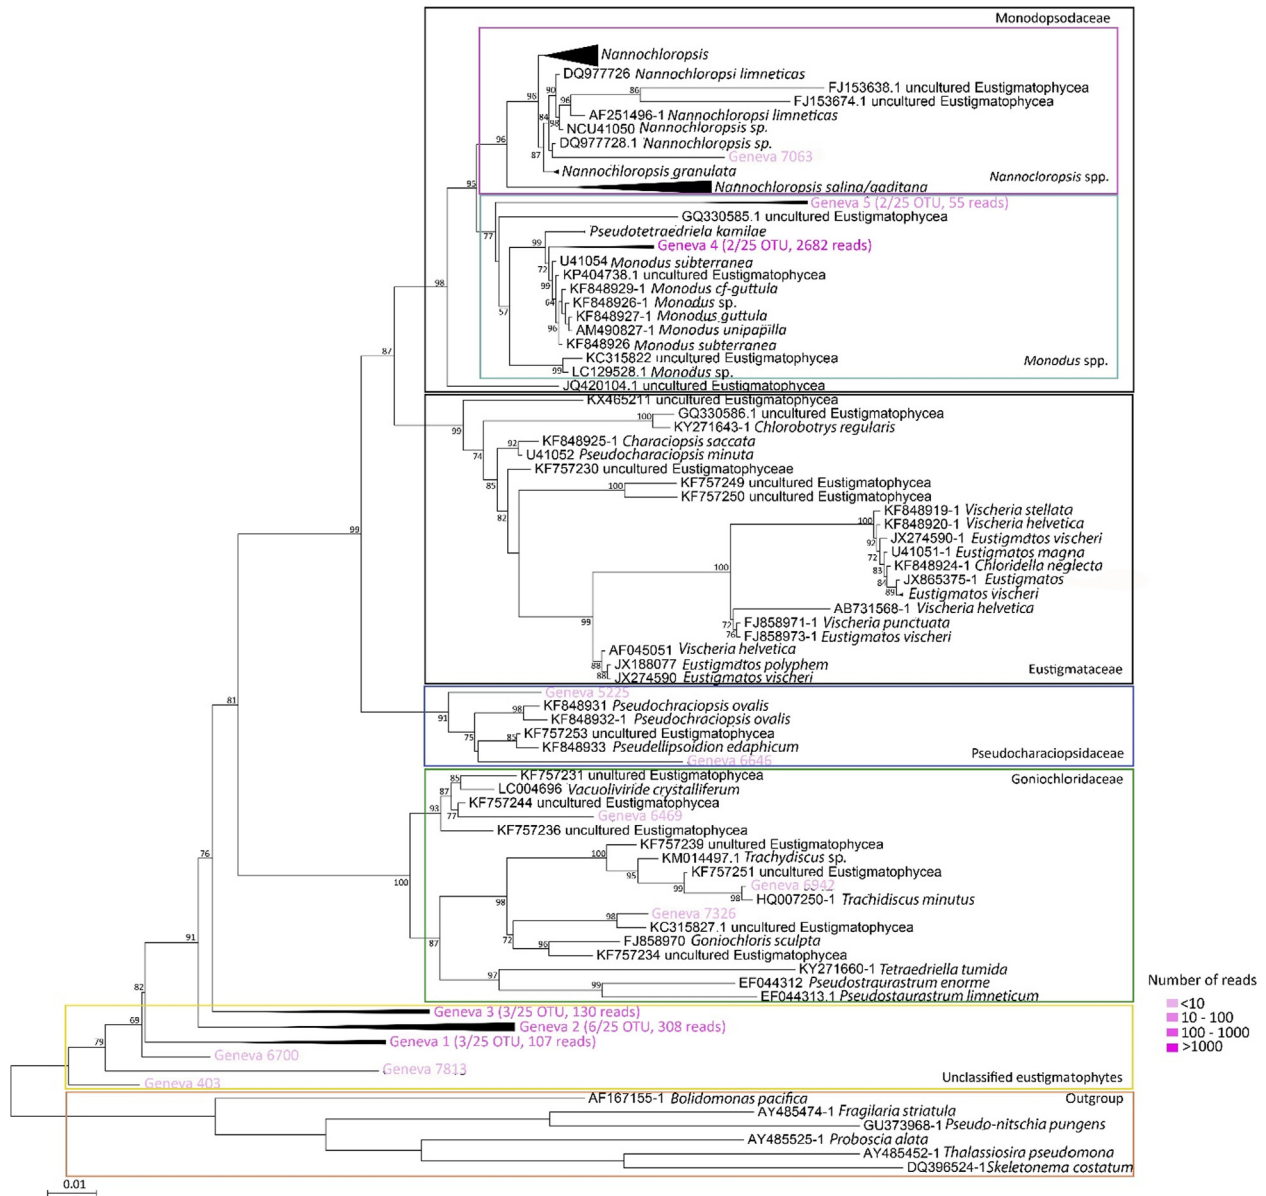 Monodopsodaceae
Nannochloropsis
DQ977726 Nannochloropsi limneticas
FJ153638.1 uncultured Eustigmatophycea
FJ153674.1 uncultured Eustigmatophycea
AF251496-1 Nannochloropsi limneticas
NCU41050 Nannochloropsis sp.
DQ977728.1 Nannochloropsis sp.
Geneva 7063
Nannochloropsis granulata
Nannocloropsis spp.
Nannochloropsis salina/gaditana
Geneva 5 (2/25 OTU, 55 reads)
GQ330585.1 uncultured Eustigmatophycea
Pseudotetraedriela kamilae
Geneva 4 (2/25 OTU, 2682 reads)
U41054 Monodus subterranea
KP404738.1 uncultured Eustigmatophycea
KF848929-1 Monodus cf-guttula
KF848926-1 Monodus sp.
KF848927-1 Monodus guttula
AM490827-1 Monodus unipapilla
KF848926 Monodus subterranea
KC315822 uncultured Eustigmatophycea
Monodus spp.
LC129528.1 Monodus sp.
JQ420104.1 uncultured Eustigmatophycea
KX465211 uncultured Eustigmatophycea
GQ330586.1 uncultured Eustigmatophycea
KY271643-1 Chlorobotrys regularis
KF848925-1 Characiopsis saccata
U41052 Pseudocharaciopsis minuta
KF757230 uncultured Eustigmatophyceae
KF757249 uncultured Eustigmatophycea
KF757250 uncultured Eustigmatophycea
KF848919-1 Vischeria stellata
KF848920-1 Vischeria helvetica
JX274590-1 Eustigmatos vischeri
U41051-1 Eustigmatos magna
KF848924-1 Chloridella neglecta
JX865375-1 Eustigmatos
Eustigmatos vischeri
AB731568-1 Vischeria helvetica
FJ858971-1 Vischeria punctuata
FJ858973-1 Eustigmatos vischeri
AF045051 Vischeria helvetica
JX188077 Eustigmatos polyphem
JX274590 Eustigmatos vischeri
Eustigmataceae
Geneva 5225
KF848931 Pseudochraciopsis ovalis
KF848932-1 Pseudochraciopsis ovalis
KF757253 uncultured Eustigmatophycea
KF848933 Pseudellipsoidion edaphicum
Pseudocharaciopsidaceae
Geneva 6646
KF757231 unultured Eustigmatophycea
Goniochloridaceae
LC004696 Vacuoliviride crystalliferum
KF757244 uncultured Eustigmatophycea
Geneva 6469
KF757236 uncultured Eustigmatophycea
KF757239 unultured Eustigmatophycea
KM014497.1 Trachydiscus sp.
KF757251 uncultured Eustigmatophycea
Geneva 6942
HQ007250-1 Trachidiscus minutus
Geneva 7326
KC315827.1 uncultured Eustigmatophycea
FJ858970 Goniochloris sculpta
KF757234 uncultured Eustigmatophycea
KY271660-1 Tetraedriella tumida
EF044312 Pseudostaurastrum enorme
EF044313.1 Pseudostaurastrum limneticum
Number of reads
<10
10 - 100
100 - 1000
>1000
Geneva 3 (3/25 OTU, 130 reads)
Geneva 2 (6/25 OTU, 308 reads)
Geneva 1 (3/25 OTU, 107 reads)
Geneva 6700
Geneva 7813
Unclassified eustigmatophytes
Geneva 403
AF167155-1 Bolidomonas pacifica
Outgroup
AY485474-1 Fragilaria striatula
GU373968-1 Pseudo-nitschia pungens
AY485525-1 Proboscia alata
AY485452-1 Thalassiosira pseudomona
DQ396524-1 Skeletonema costatum
0.01